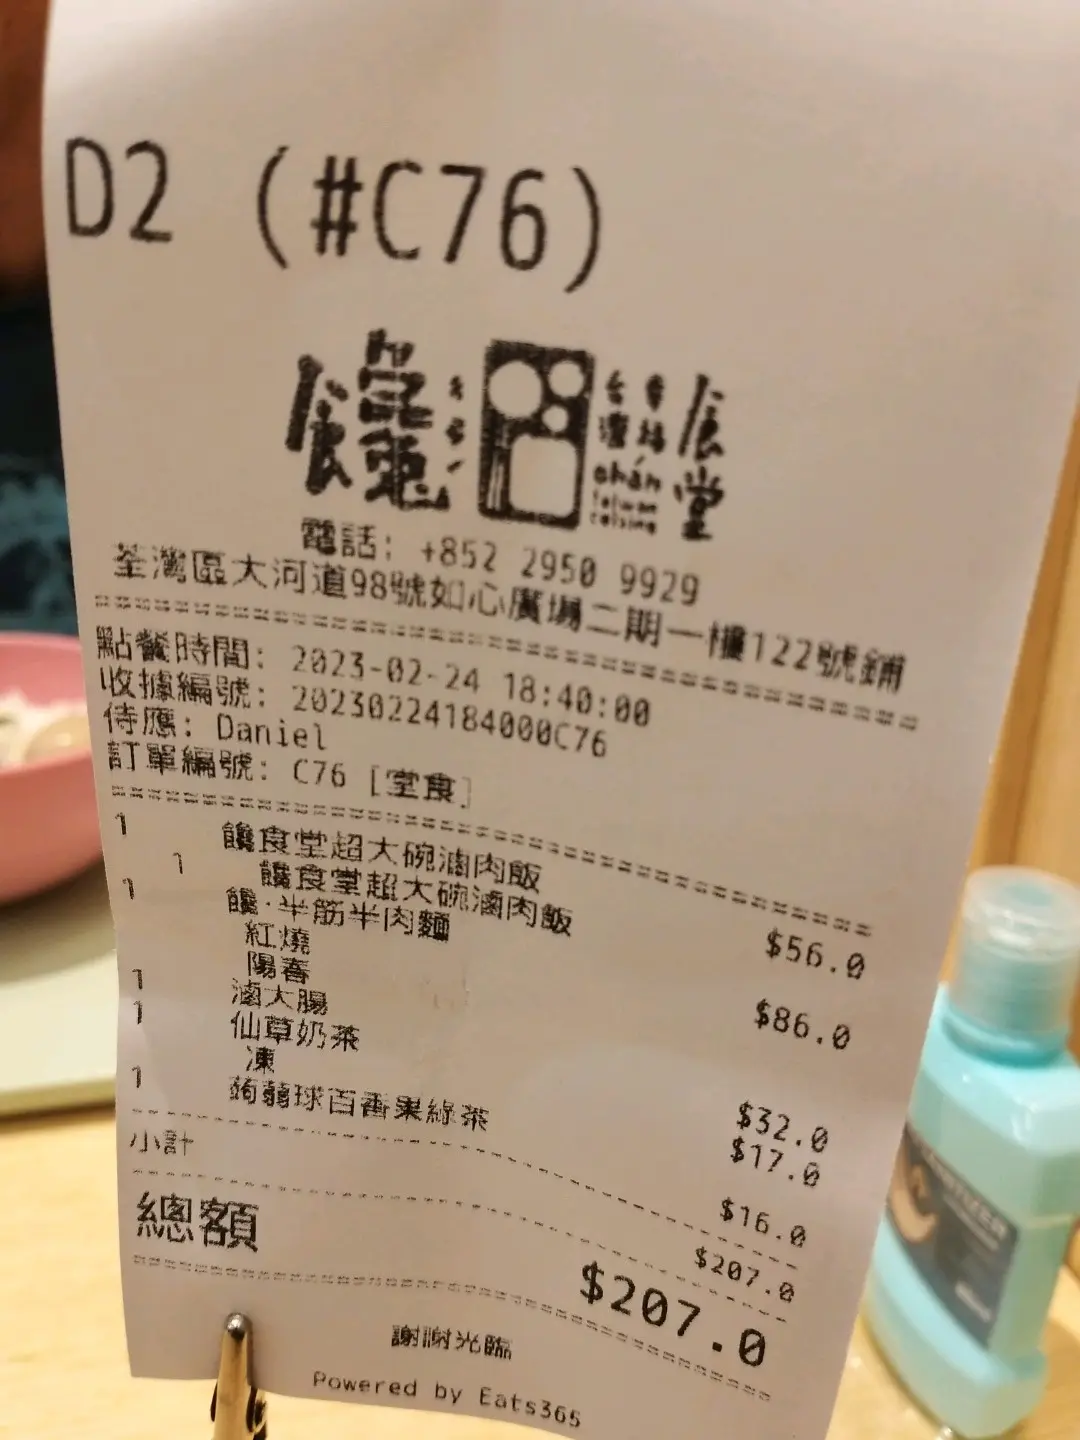 D2 (#C76)
饞 食堂
chán
電話: +852 2950 9929
荃灣區大河道98號如心廣場二期一樓122號鋪
點餐時間: 2023-02-24 18:40:00
收據編號: 20230224184000C76
侍應: Daniel
訂單編號: C76 [堂食]
1 饞食堂超大碗滷肉飯 $56.0
1 饞食堂超大碗滷肉飯
1 饞·半筋半肉麵 $86.0
紅燒
陽春
1 滷大腸 $32.0
1 仙草奶茶 $17.0
凍
1 蒟蒻球百香果綠茶 $16.0
小計 $207.0
總額 $207.0
謝謝光臨
Powered by Eats365